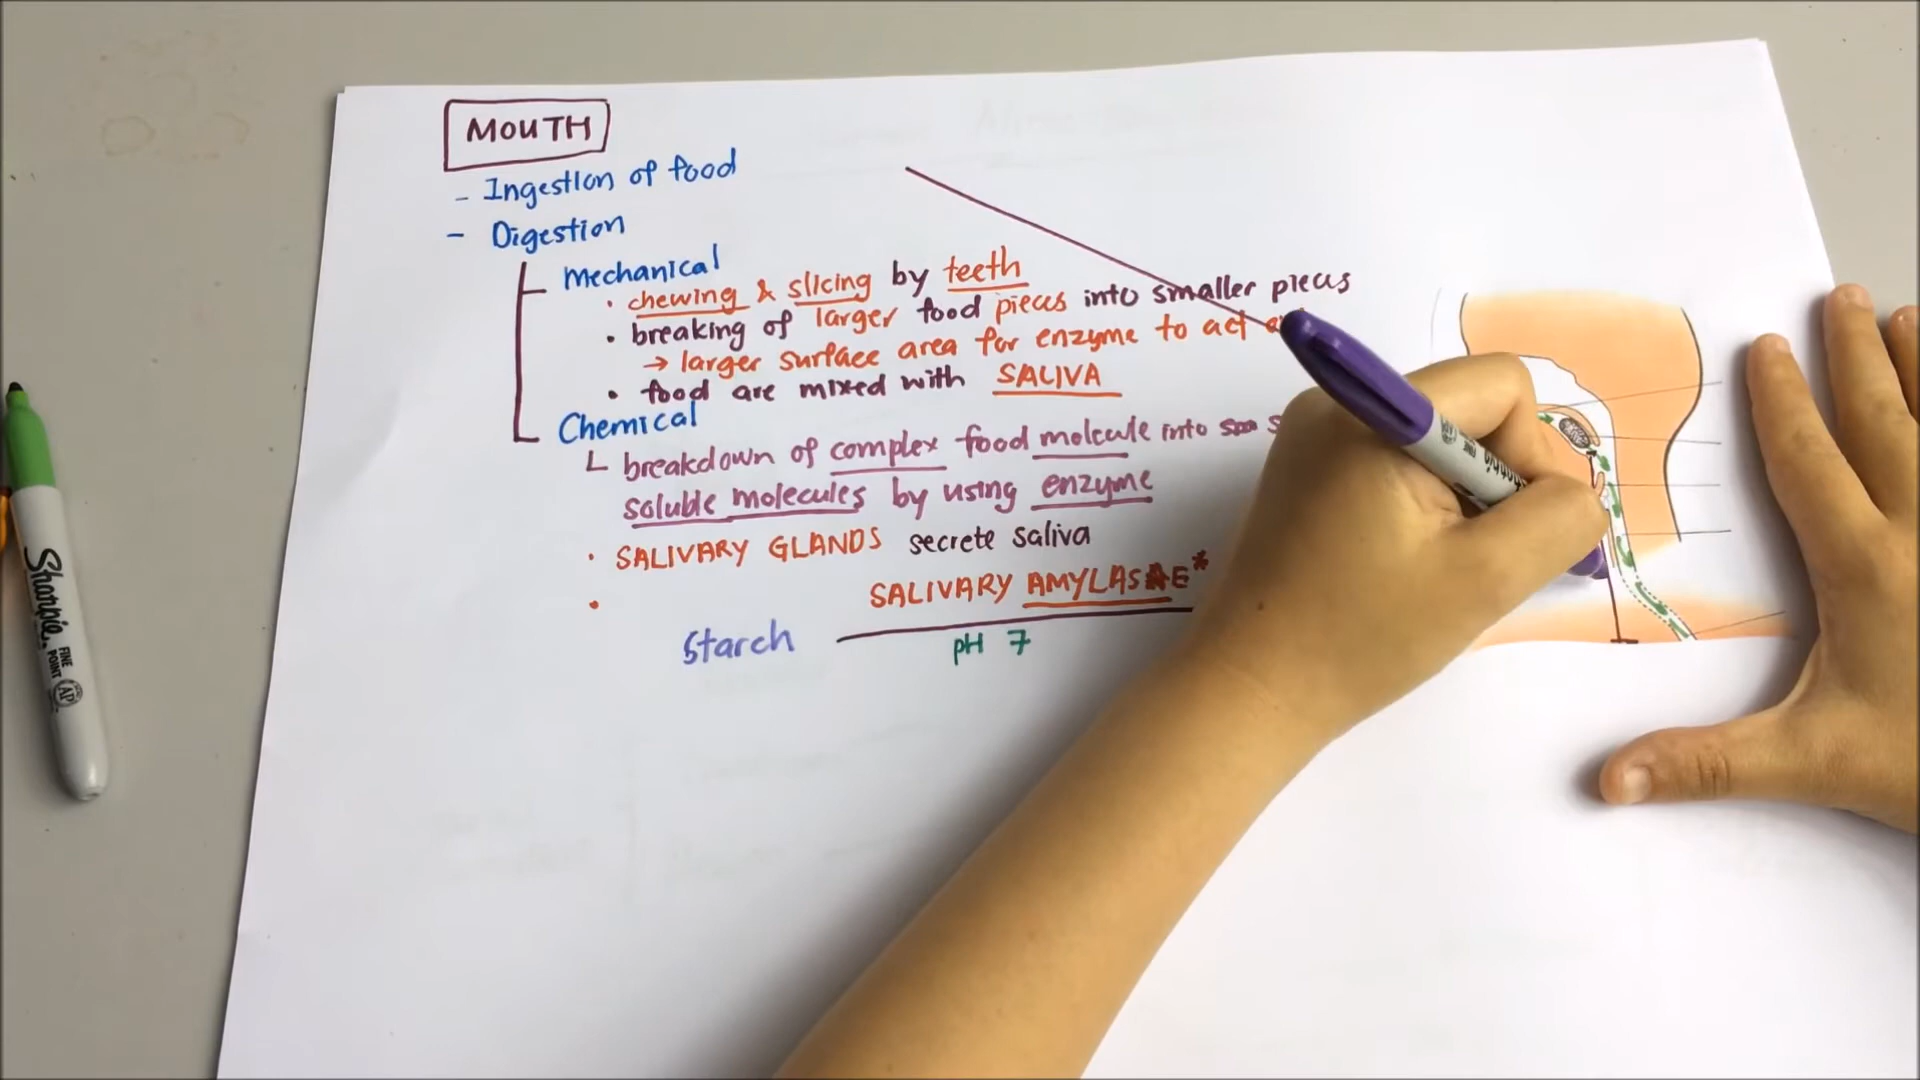 MOUTH
- Ingestion of food
- Digestion
Mechanical
• chewing & slicing by teeth
• breaking of larger food pieces into smaller pieces
→ larger surface area for enzyme to act
• food are mixed with SALIVA
Chemical
breakdown of complex food molcule into
soluble molecules by using enzyme
• SALIVARY GLANDS secrete saliva
•
SALIVARY AMYLASE*
Starch
pH 7
Sharpie
FINE POINT
AP